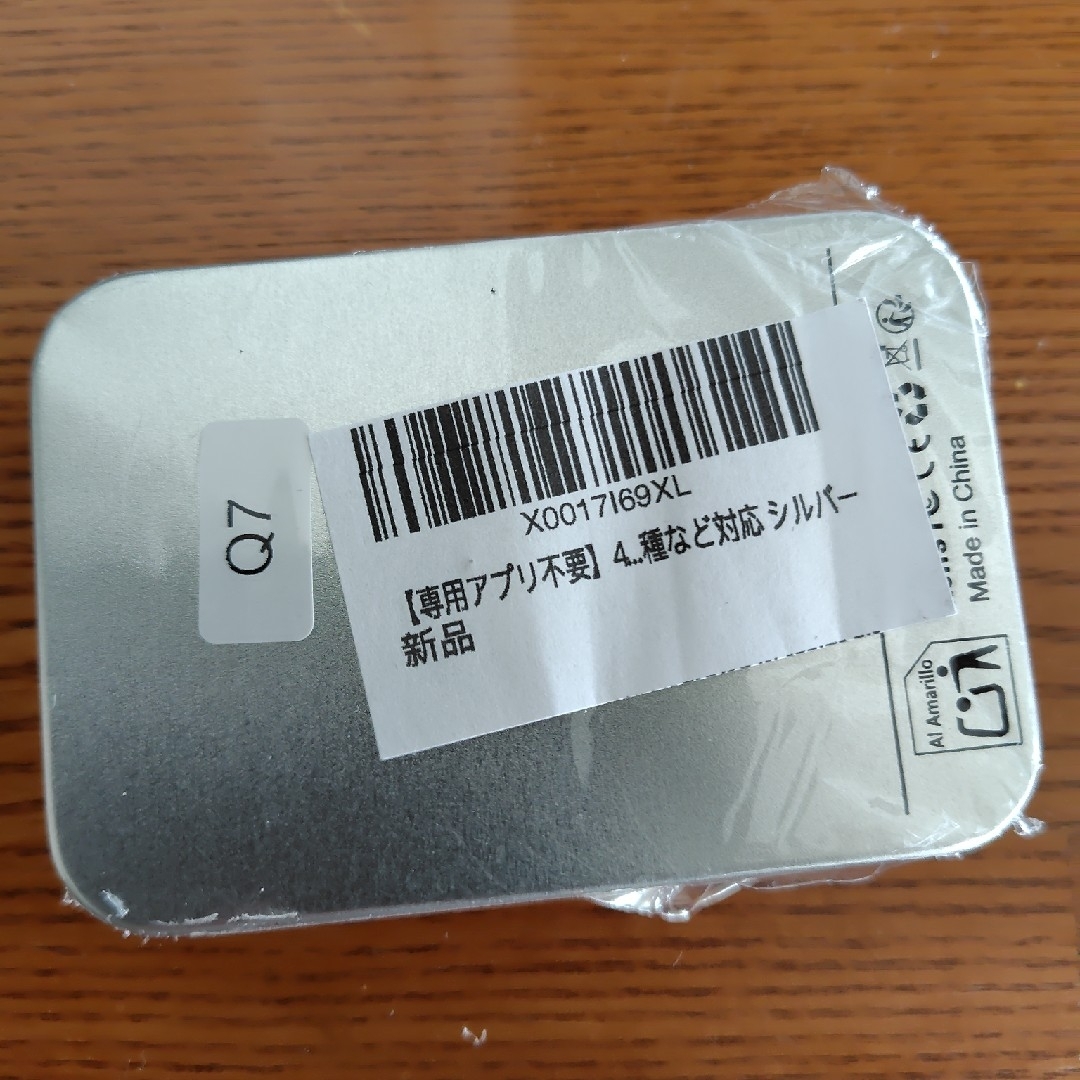 Q7
X0017I69XL
【専用アプリ不要】4...種など対応 シルバー
新品
Made in China
Al Amarillo